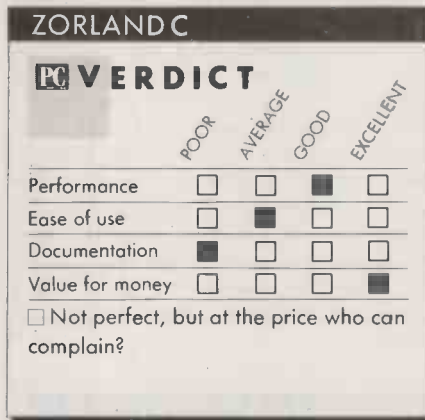 ZORLAND C
PC VERDICT
POOR AVERAGE GOOD EXCELLENT
Performance
Ease of use
Documentation
Value for money
Not perfect, but at the price who can
complain?